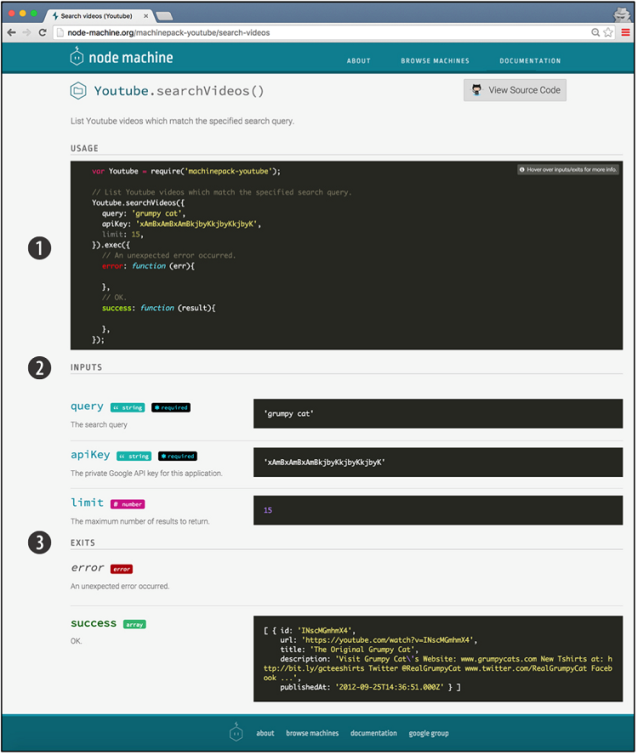 Search videos (Youtube)
node-machine.org/machinepack-youtube/search-videos
node machine
ABOUT
BROWSE MACHINES
DOCUMENTATION
Youtube.searchVideos()
View Source Code
List Youtube videos which match the specified search query.
USAGE
Hover over inputs/exits for more info.
var Youtube = require('machinepack-youtube');
// List Youtube videos which match the specified search query.
Youtube.searchVideos({
query: 'grumpy cat',
apiKey: 'xAmBxAmBxAmBkjbyKkjbyKkjbyK',
limit: 15,
}).exec({
// An unexpected error occurred.
error: function (err){
},
// OK.
success: function (result){
},
});
1
2
INPUTS
query string required
'grumpy cat'
The search query
apiKey string required
'xAmBxAmBxAmBkjbyKkjbyKkjbyK'
The private Google API key for this application.
limit # number
15
The maximum number of results to return.
3
EXITS
error error
An unexpected error occurred.
success array
OK.
[ { id: 'INscMGmhmX4',
url: 'https://youtube.com/watch?v=INscMGmhmX4',
title: 'The Original Grumpy Cat',
description: 'Visit Grumpy Cat\'s Website: www.grumpycats.com New Tshirts at: h
ttp://bit.ly/gcteeshirts Twitter @RealGrumpyCat www.twitter.com/RealGrumpyCat Faceb
ook ...',
publishedAt: '2012-09-25T14:36:51.000Z' } ]
about
browse machines
documentation
google group